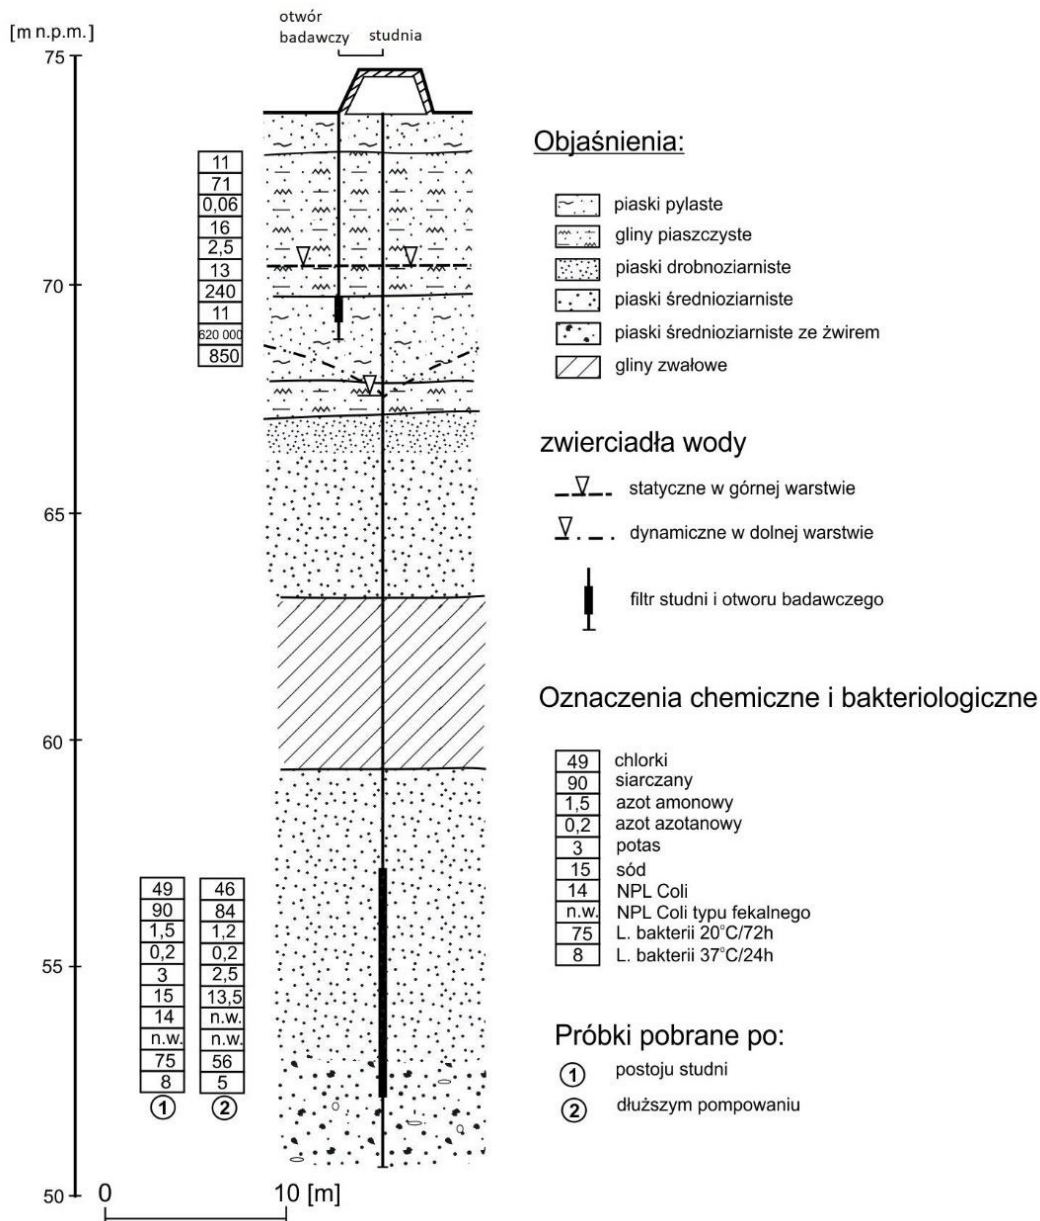 otwór
badawczy studnia
[m n.p.m.]
75
70
65
60
55
50
0 10 [m]
11
71
0,06
16
2,5
13
240
11
620 000
850
49
90
1,5
0,2
3
15
14
n.w.
75
8
1
46
84
1,2
0,2
2,5
13,5
n.w.
n.w.
56
5
2
Objaśnienia:
piaski pylaste
gliny piaszczyste
piaski drobnoziarniste
piaski średnioziarniste
piaski średnioziarniste ze żwirem
gliny zwałowe
zwierciadła wody
statyczne w górnej warstwie
dynamiczne w dolnej warstwie
filtr studni i otworu badawczego
Oznaczenia chemiczne i bakteriologiczne
49 chlorki
90 siarczany
1,5 azot amonowy
0,2 azot azotanowy
3 potas
15 sód
14 NPL Coli
n.w. NPL Coli typu fekalnego
75 L. bakterii 20°C/72h
8 L. bakterii 37°C/24h
Próbki pobrane po:
1 postoju studni
2 dłuższym pompowaniu